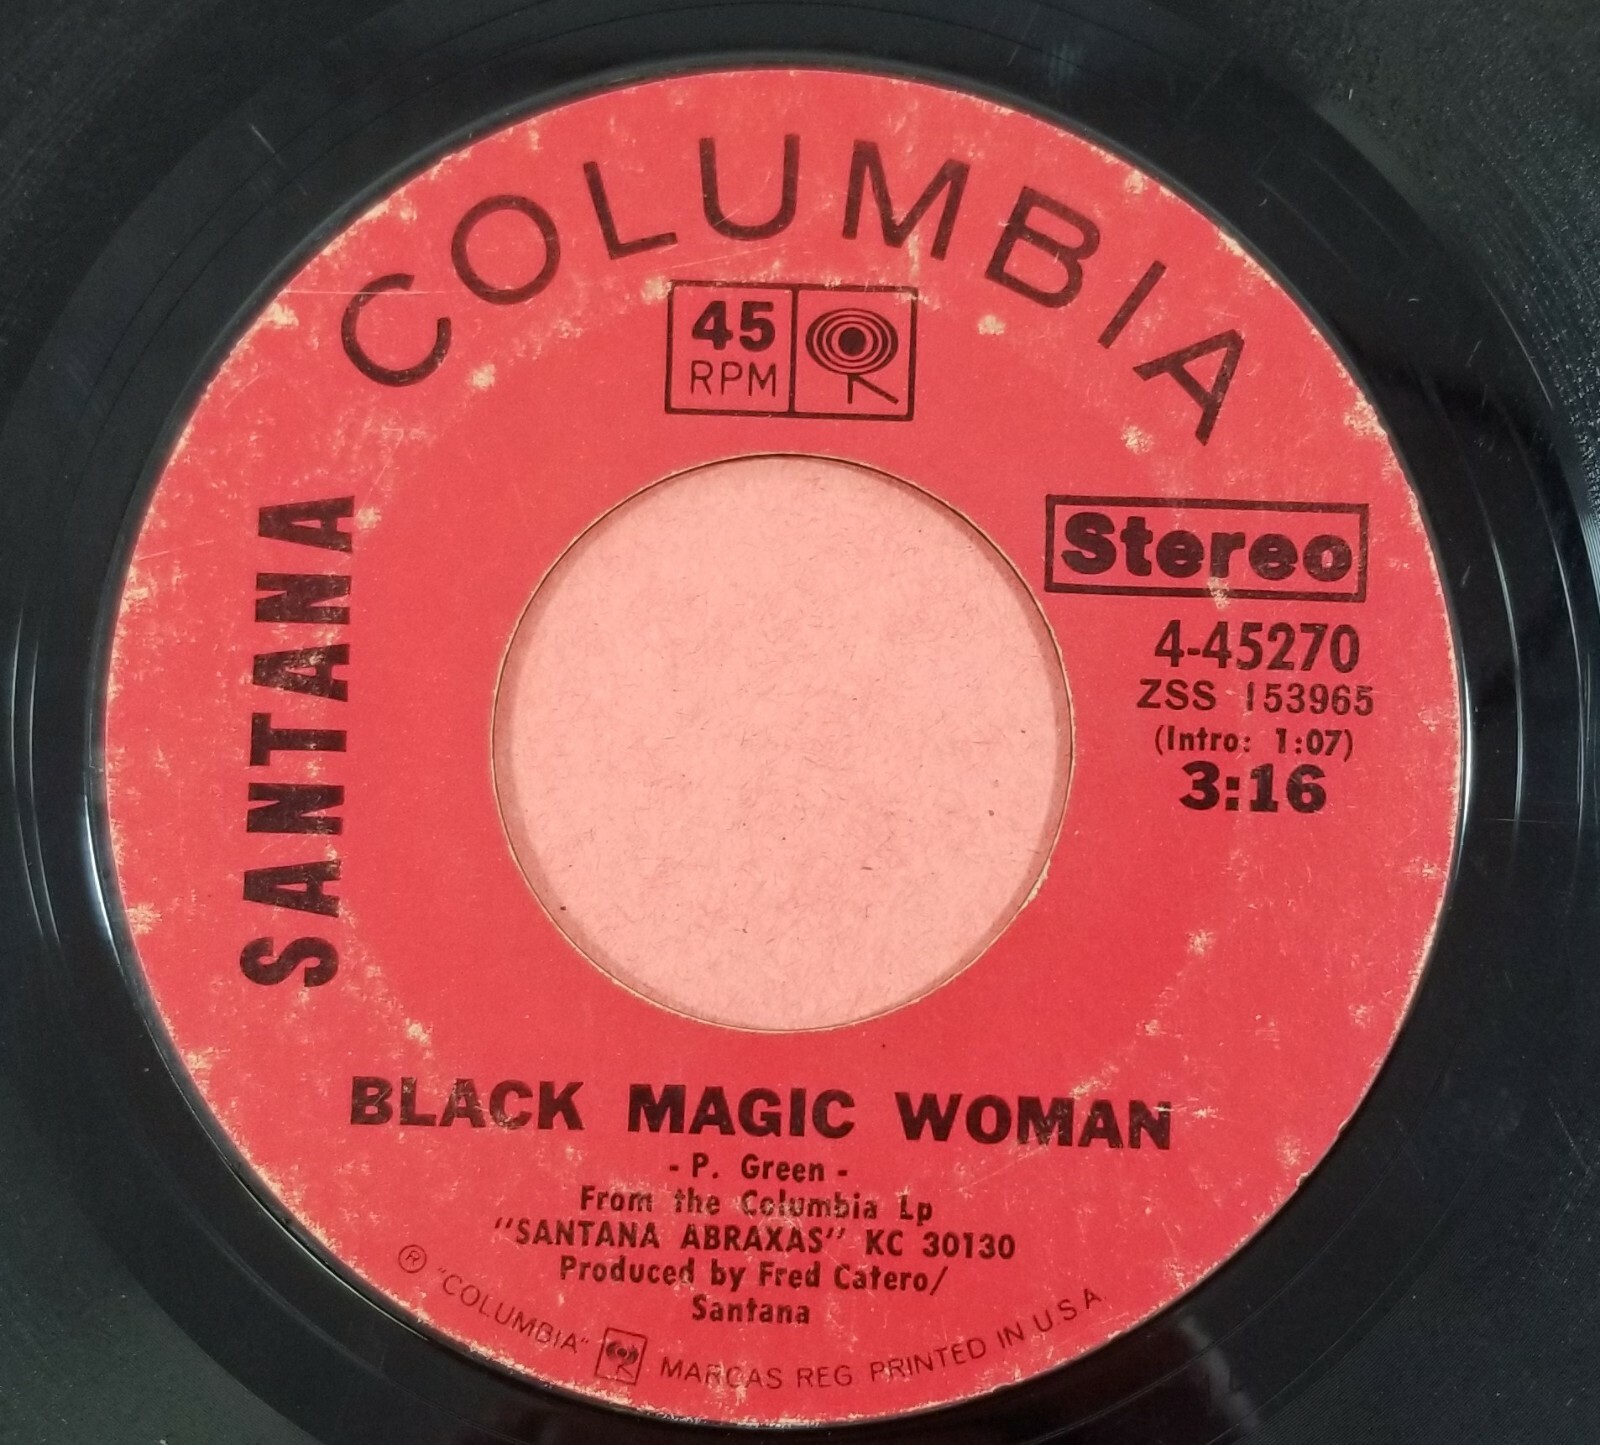 COLUMBIA
45
RPM
SANTANA
Stereo
4-45270
ZSS 153965
(Intro: 1:07)
3:16
BLACK MAGIC WOMAN
- P. Green -
From the Columbia Lp
"SANTANA ABRAXAS" KC 30130
Produced by Fred Catero/
Santana
® "COLUMBIA" MARCAS REG PRINTED IN U S A